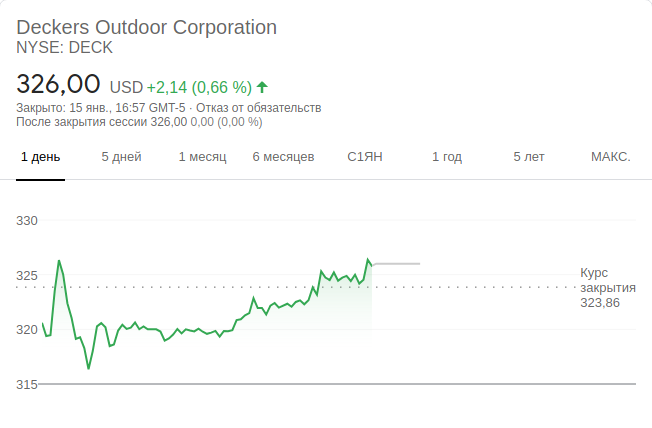 Deckers Outdoor Corporation
NYSE: DECK
326,00 USD +2,14 (0,66 %)
Закрыто: 15 янв., 16:57 GMT-5 · Отказ от обязательств
После закрытия сессии 326,00 0,00 (0,00 %)
1 день 5 дней 1 месяц 6 месяцев С1ЯН 1 год 5 лет МАКС.
330
325
320
315
Курс
закрытия
323,86